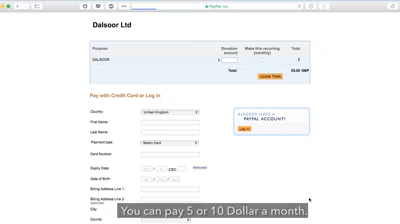 PayPal, Inc.
Dalsoor Ltd
Purpose Donation amount Make this recurring (monthly) Total
DALSOOR £ £
Total: £0.00 GBP
Update Total
Pay with Credit Card or Log In
Country: United Kingdom
First Name
Last Name
Payment type: Select Card
Card Number:
Expiry Date: CSC
Date of Birth:
Billing Address Line 1:
Billing Address Line 2:
(optional)
City:
County:
ALREADY HAVE A
PAYPAL ACCOUNT?
Log In
You can pay 5 or 10 Dollar a month.